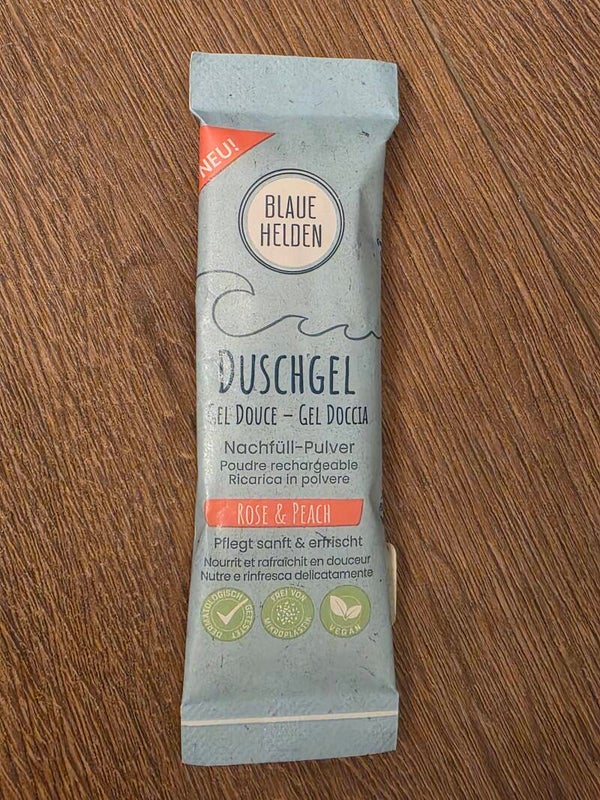 NEU!
BLAUE
HELDEN
DUSCHGEL
GEL DOUCE – GEL DOCCIA
Nachfüll-Pulver
Poudre rechargeable
Ricarica in polvere
ROSE & PEACH
Pflegt sanft & erfrischt
Nourrit et rafraîchit en douceur
Nutre e rinfresca delicatamente
DERMATOLOGISCH GETESTET
FREI VON MIKROPLASTIK
VEGAN